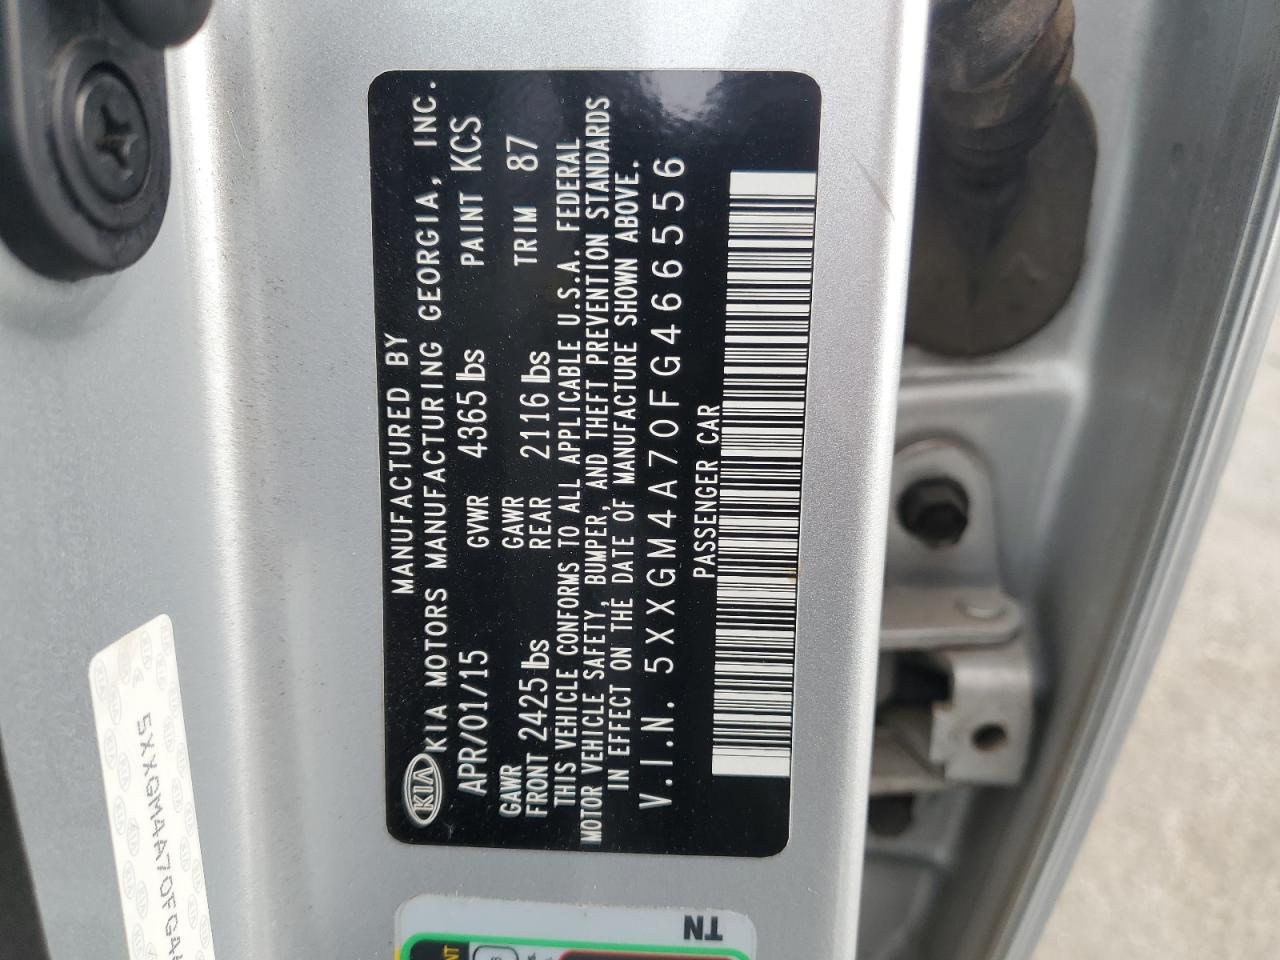 MANUFACTURED BY
KIA KIA MOTORS MANUFACTURING GEORGIA, INC.
APR/01/15 GVWR 4365 lbs PAINT KCS
GAWR FRONT 2425 lbs GAWR REAR 2116 lbs TRIM 87
THIS VEHICLE CONFORMS TO ALL APPLICABLE U.S.A. FEDERAL
MOTOR VEHICLE SAFETY, BUMPER, AND THEFT PREVENTION STANDARDS
IN EFFECT ON THE DATE OF MANUFACTURE SHOWN ABOVE.
V.I.N. 5XXGM4A70FG466556
PASSENGER CAR
5XXGM4A70FG4
TN